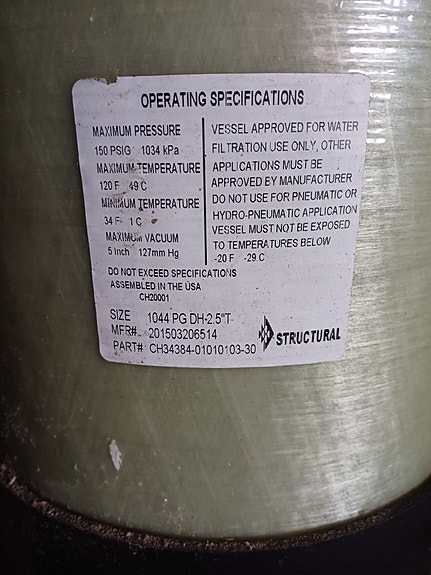 OPERATING SPECIFICATIONS
MAXIMUM PRESSURE
150 PSIG 1034 kPa
MAXIMUM TEMPERATURE
120 F 49 C
MINIMUM TEMPERATURE
34 F 1 C
MAXIMUM VACUUM
5 Inch 127mm Hg
VESSEL APPROVED FOR WATER
FILTRATION USE ONLY, OTHER
APPLICATIONS MUST BE
APPROVED BY MANUFACTURER
DO NOT USE FOR PNEUMATIC OR
HYDRO-PNEUMATIC APPLICATION
VESSEL MUST NOT BE EXPOSED
TO TEMPERATURES BELOW
-20 F -29 C
DO NOT EXCEED SPECIFICATIONS
ASSEMBLED IN THE USA
CH20001
SIZE 1044 PG DH-2.5"T
MFR# 201503206514
PART# CH34384-01010103-30
STRUCTURAL